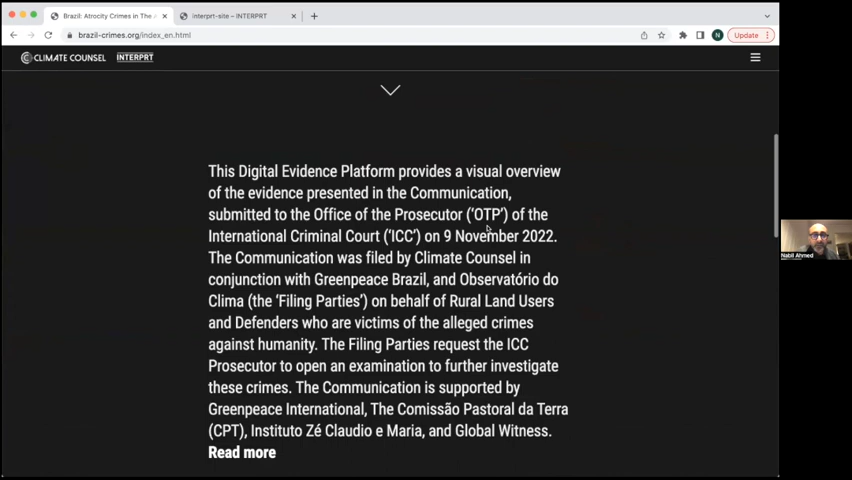 Brazil: Atrocity Crimes in The A
interprt-site – INTERPRT
brazil-crimes.org/index_en.html
N
Update
CLIMATE COUNSEL
INTERPRT
This Digital Evidence Platform provides a visual overview
of the evidence presented in the Communication,
submitted to the Office of the Prosecutor (‘OTP’) of the
International Criminal Court (‘ICC’) on 9 November 2022.
The Communication was filed by Climate Counsel in
conjunction with Greenpeace Brazil, and Observatório do
Clima (the ‘Filing Parties’) on behalf of Rural Land Users
and Defenders who are victims of the alleged crimes
against humanity. The Filing Parties request the ICC
Prosecutor to open an examination to further investigate
these crimes. The Communication is supported by
Greenpeace International, The Comissão Pastoral da Terra
(CPT), Instituto Zé Claudio e Maria, and Global Witness.
Read more
Nabil Ahmed